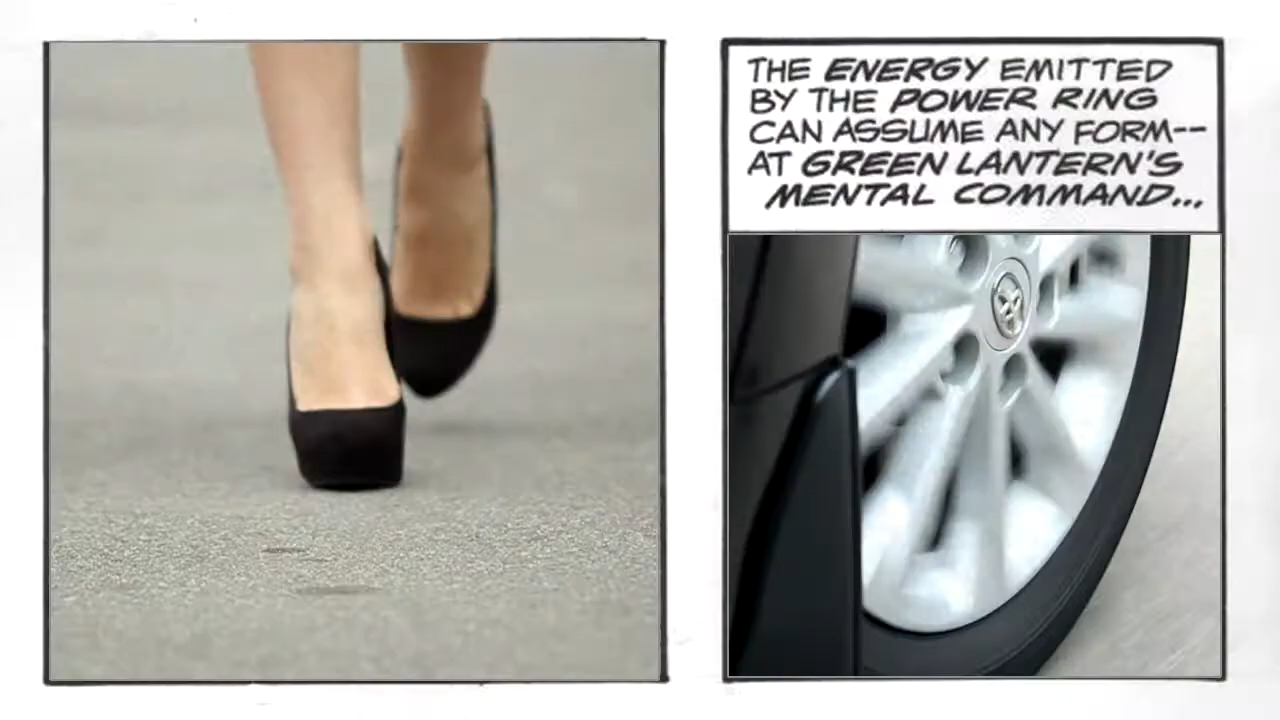 THE ENERGY EMITTED
BY THE POWER RING
CAN ASSUME ANY FORM--
AT GREEN LANTERN'S
MENTAL COMMAND...